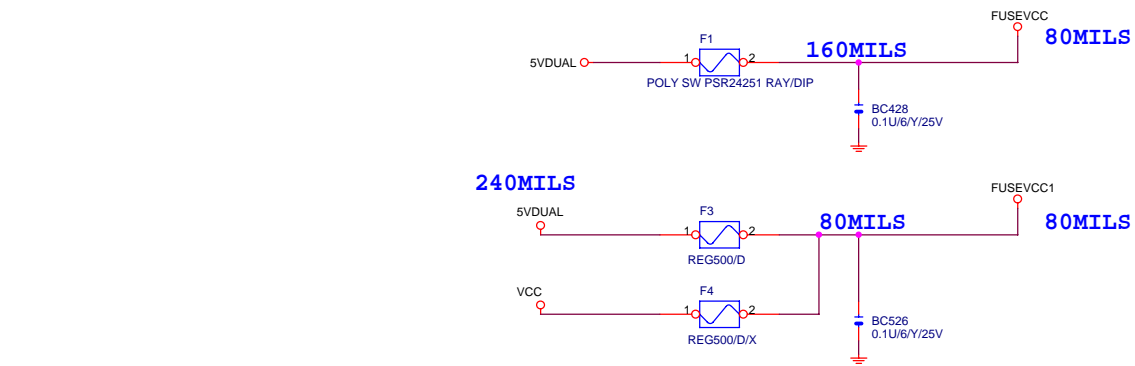 FUSEVCC
80MILS
F1
160MILS
5VDUAL
1
2
POLY SW PSR24251 RAY/DIP
BC428
0.1U/6/Y/25V
240MILS
FUSEVCC1
5VDUAL
F3
80MILS
80MILS
1
2
REG500/D
VCC
F4
1
2
REG500/D/X
BC526
0.1U/6/Y/25V